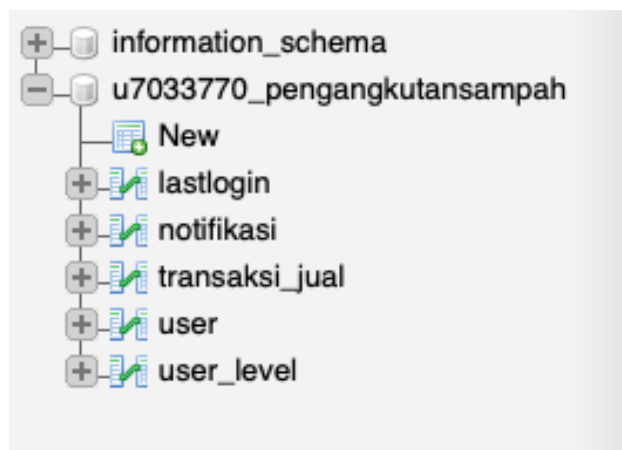 information_schema
u7033770_pengangkutansampah
New
lastlogin
notifikasi
transaksi_jual
user
user_level